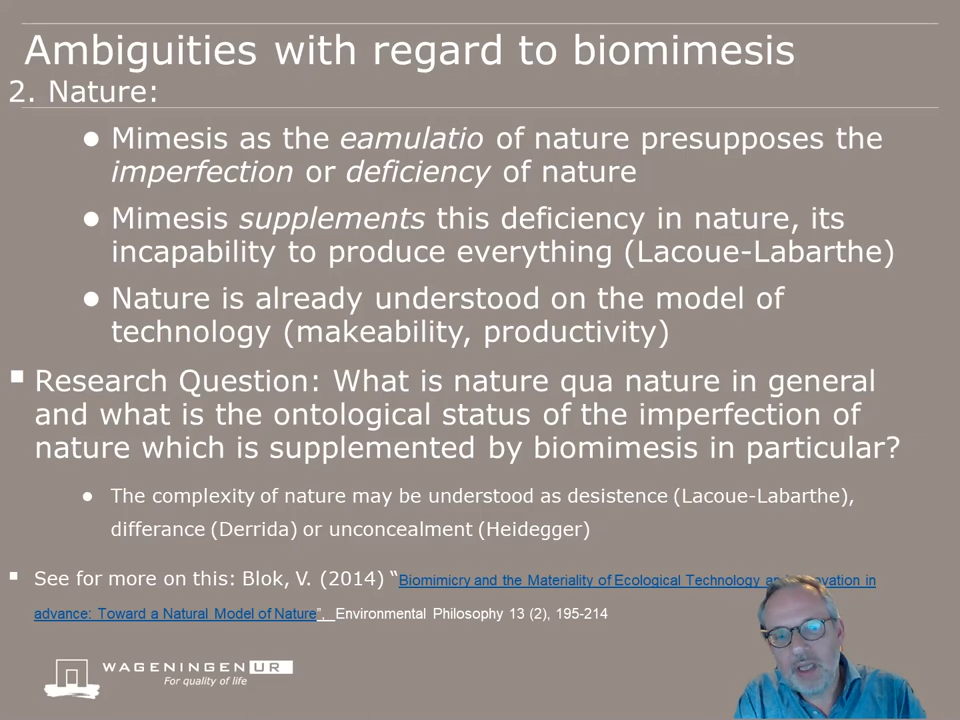 Ambiguities with regard to biomimesis
2. Nature:
● Mimesis as the eamulatio of nature presupposes the
imperfection or deficiency of nature
● Mimesis supplements this deficiency in nature, its
incapability to produce everything (Lacoue-Labarthe)
● Nature is already understood on the model of
technology (makeability, productivity)
▪ Research Question: What is nature qua nature in general
and what is the ontological status of the imperfection of
nature which is supplemented by biomimesis in particular?
● The complexity of nature may be understood as desistence (Lacoue-Labarthe),
differance (Derrida) or unconcealment (Heidegger)
▪ See for more on this: Blok, V. (2014) “Biomimicry and the Materiality of Ecological Technology in
advance: Toward a Natural Model of Nature”, Environmental Philosophy 13 (2), 195-214
WAGENINGEN UR
For quality of life